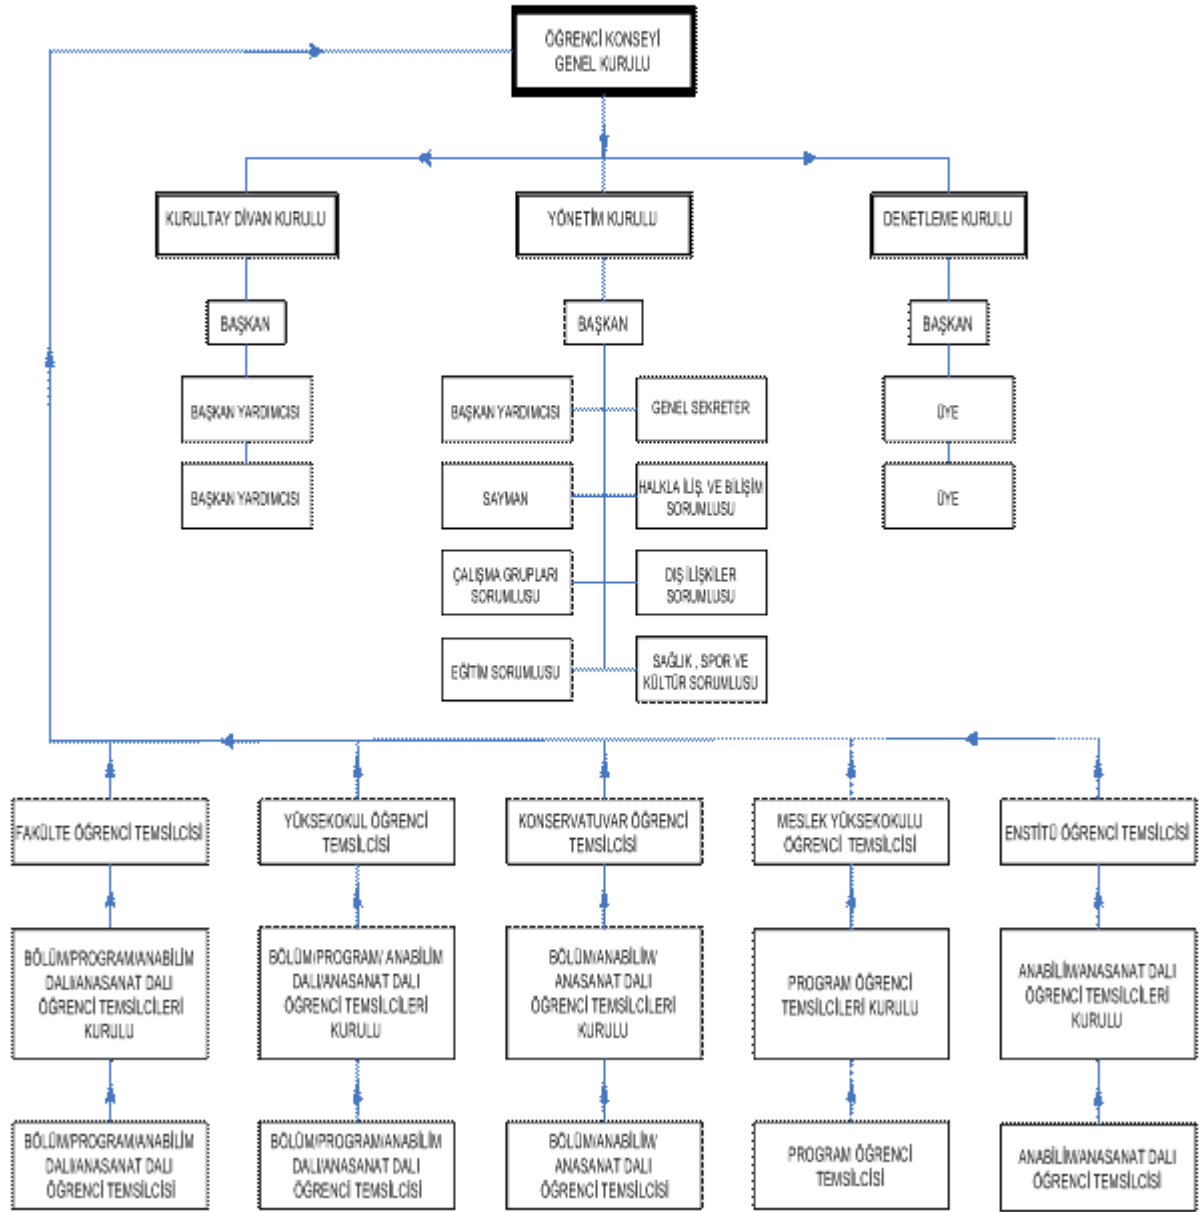 ÖĞRENCİ KONSEYİ
GENEL KURULU
KURULTAY DİVAN KURULU
YÖNETİM KURULU
DENETLEME KURULU
BAŞKAN
BAŞKAN
BAŞKAN
BAŞKAN YARDIMCISI
BAŞKAN YARDIMCISI
GENEL SEKRETER
ÜYE
BAŞKAN YARDIMCISI
SAYMAN
HALKLA İLİŞ. VE BİLİŞİM
SORUMLUSU
ÜYE
ÇALIŞMA GRUPLARI
SORUMLUSU
DIŞ İLİŞKİLER
SORUMLUSU
EĞİTİM SORUMLUSU
SAĞLIK , SPOR VE
KÜLTÜR SORUMLUSU
FAKÜLTE ÖĞRENCİ TEMSİLCİSİ
YÜKSEKOKUL ÖĞRENCİ
TEMSİLCİSİ
KONSERVATUVAR ÖĞRENCİ
TEMSİLCİSİ
MESLEK YÜKSEKOKULU
ÖĞRENCİ TEMSİLCİSİ
ENSTİTÜ ÖĞRENCİ TEMSİLCİSİ
BÖLÜM/PROGRAM/ANABİLİM
DALI/ANASANAT DALI
ÖĞRENCİ TEMSİLCİLERİ
KURULU
BÖLÜM/PROGRAM/ ANABİLİM
DALI/ANASANAT DALI
ÖĞRENCİ TEMSİLCİLERİ
KURULU
BÖLÜM/ANABİLİM/
ANASANAT DALI
ÖĞRENCİ TEMSİLCİLERİ
KURULU
PROGRAM ÖĞRENCİ
TEMSİLCİLERİ KURULU
ANABİLİM/ANASANAT DALI
ÖĞRENCİ TEMSİLCİLERİ
KURULU
BÖLÜM/PROGRAM/ANABİLİM
DALI/ANASANAT DALI
ÖĞRENCİ TEMSİLCİSİ
BÖLÜM/PROGRAM/ANABİLİM
DALI/ANASANAT DALI
ÖĞRENCİ TEMSİLCİSİ
BÖLÜM/ANABİLİM/
ANASANAT DALI
ÖĞRENCİ TEMSİLCİSİ
PROGRAM ÖĞRENCİ
TEMSİLCİSİ
ANABİLİM/ANASANAT DALI
ÖĞRENCİ TEMSİLCİSİ